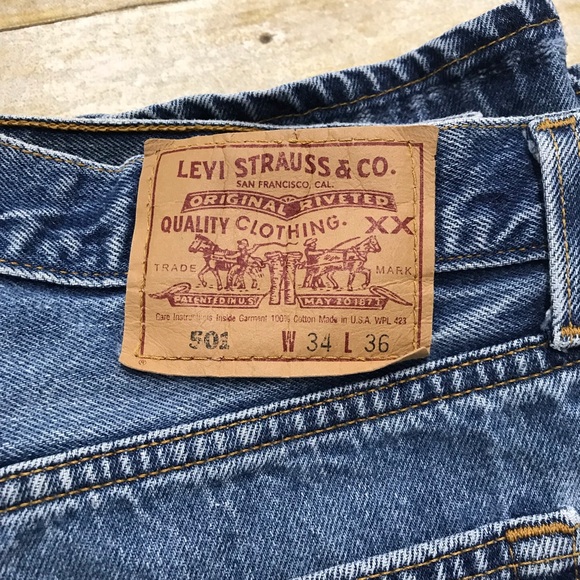 LEVI STRAUSS & CO.
SAN FRANCISCO, CAL.
ORIGINAL RIVETED
QUALITY CLOTHING. XX
TRADE MARK
PATENTED IN U.S. MAY 20 1873
Care Instructions Inside Garment 100% Cotton Made in U.S.A. WPL 423
501 W 34 L 36
®